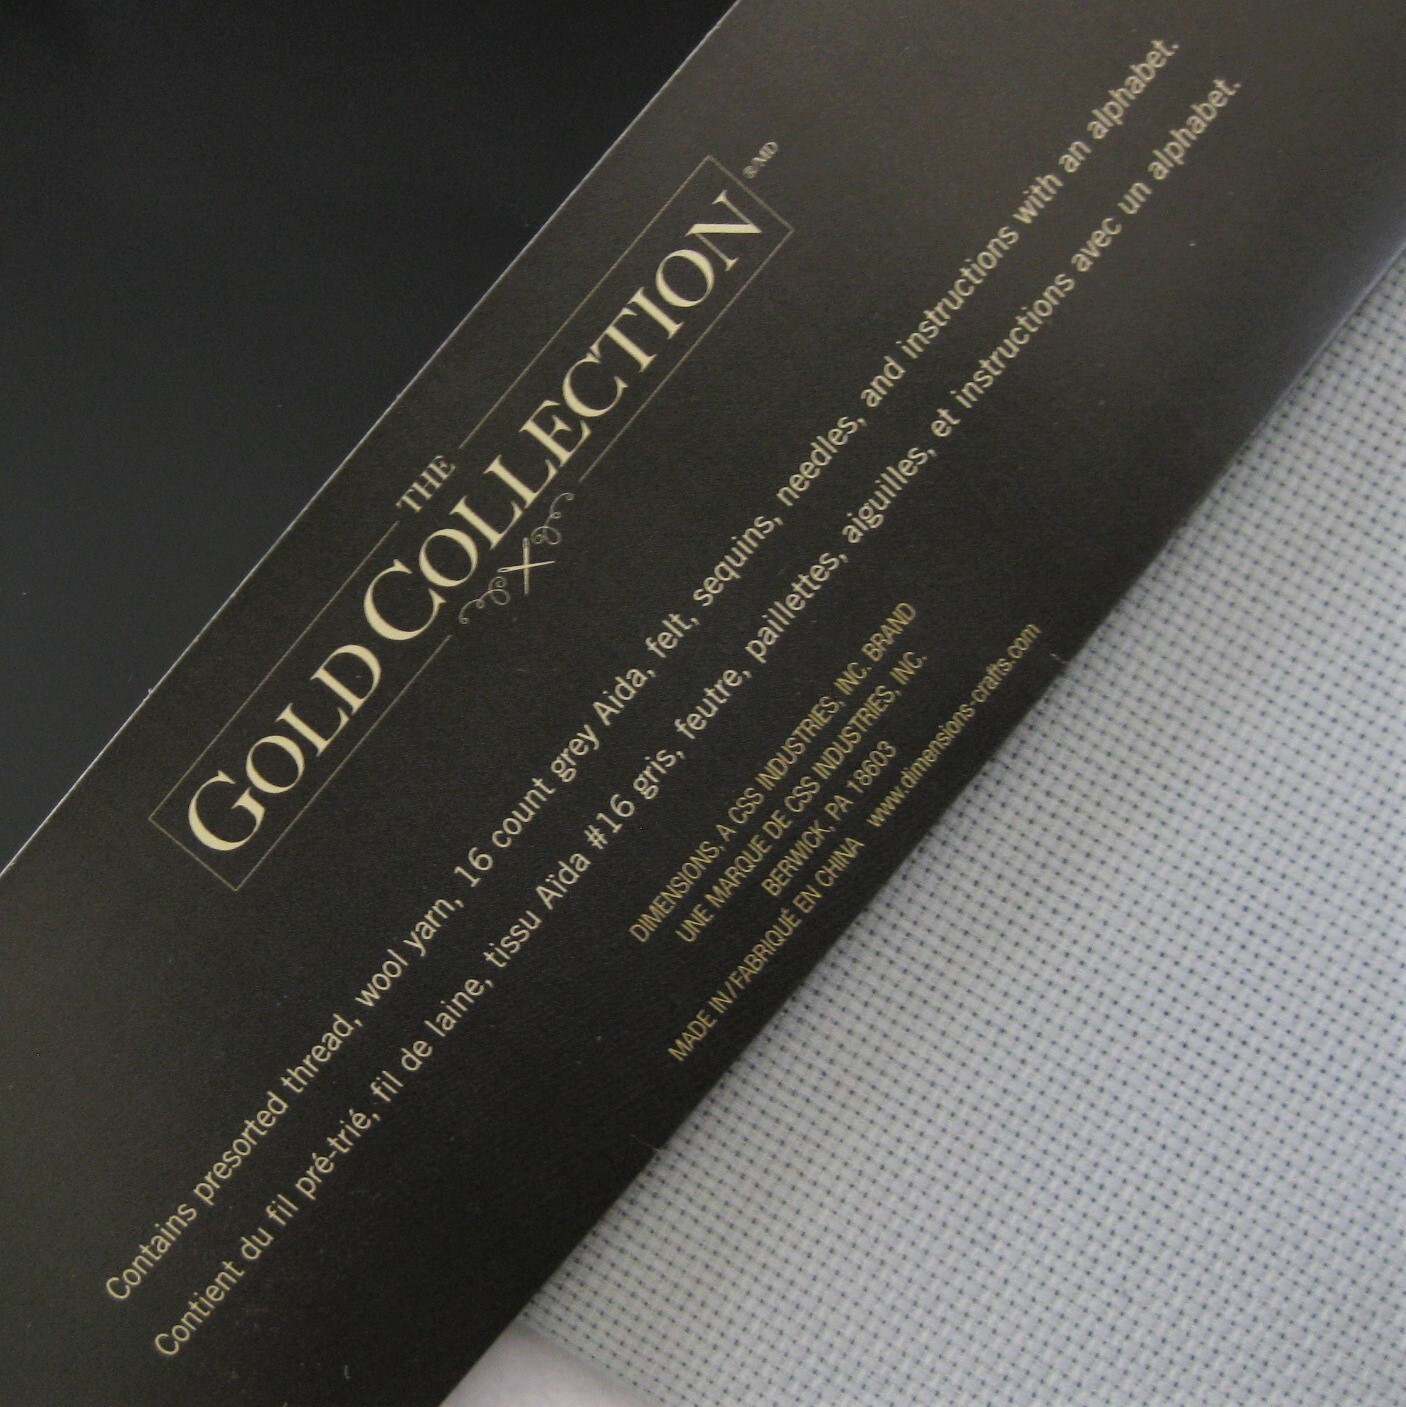 THE
GOLD COLLECTION ®/MD
Contains presorted thread, wool yarn, 16 count grey Aida, felt, sequins, needles, and instructions with an alphabet.
Contient du fil pré-trié, fil de laine, tissu Aïda #16 gris, feutre, paillettes, aiguilles, et instructions avec un alphabet.
DIMENSIONS, A CSS INDUSTRIES, INC. BRAND
UNE MARQUE DE CSS INDUSTRIES, INC.
BERWICK, PA 18603
MADE IN/FABRIQUÉ EN CHINA www.dimensions-crafts.com